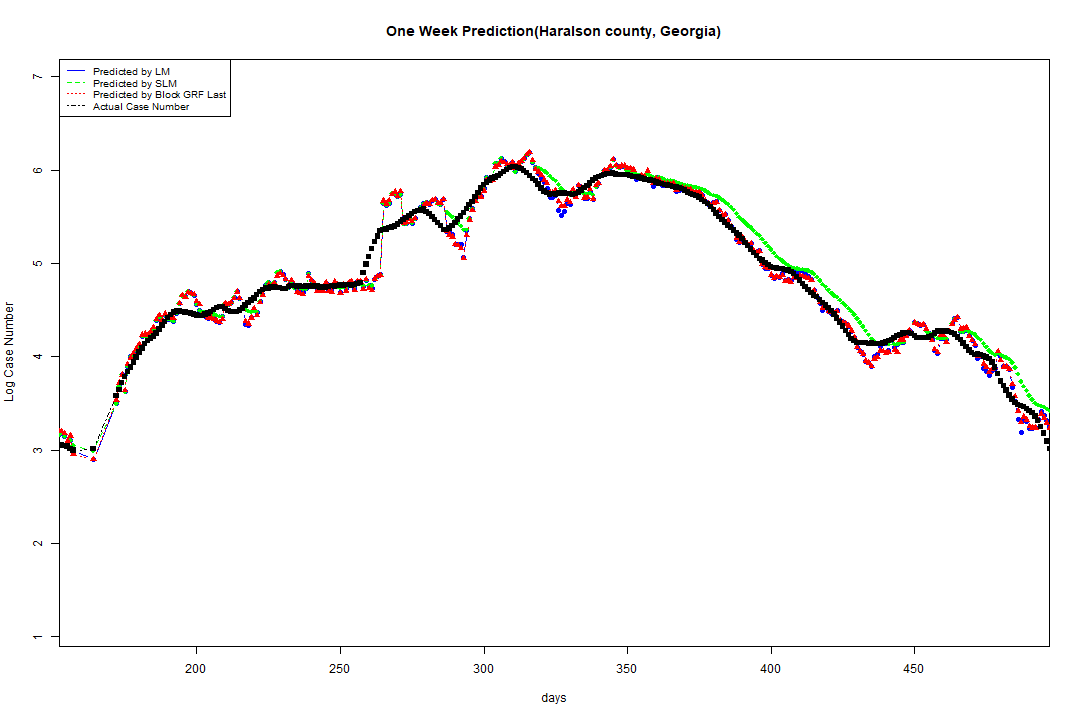 One Week Prediction(Haralson county, Georgia)
Predicted by LM
Predicted by SLM
Predicted by Block GRF Last
Actual Case Number
7
6
5
4
3
2
1
Log Case Number
200 250 300 350 400 450
days